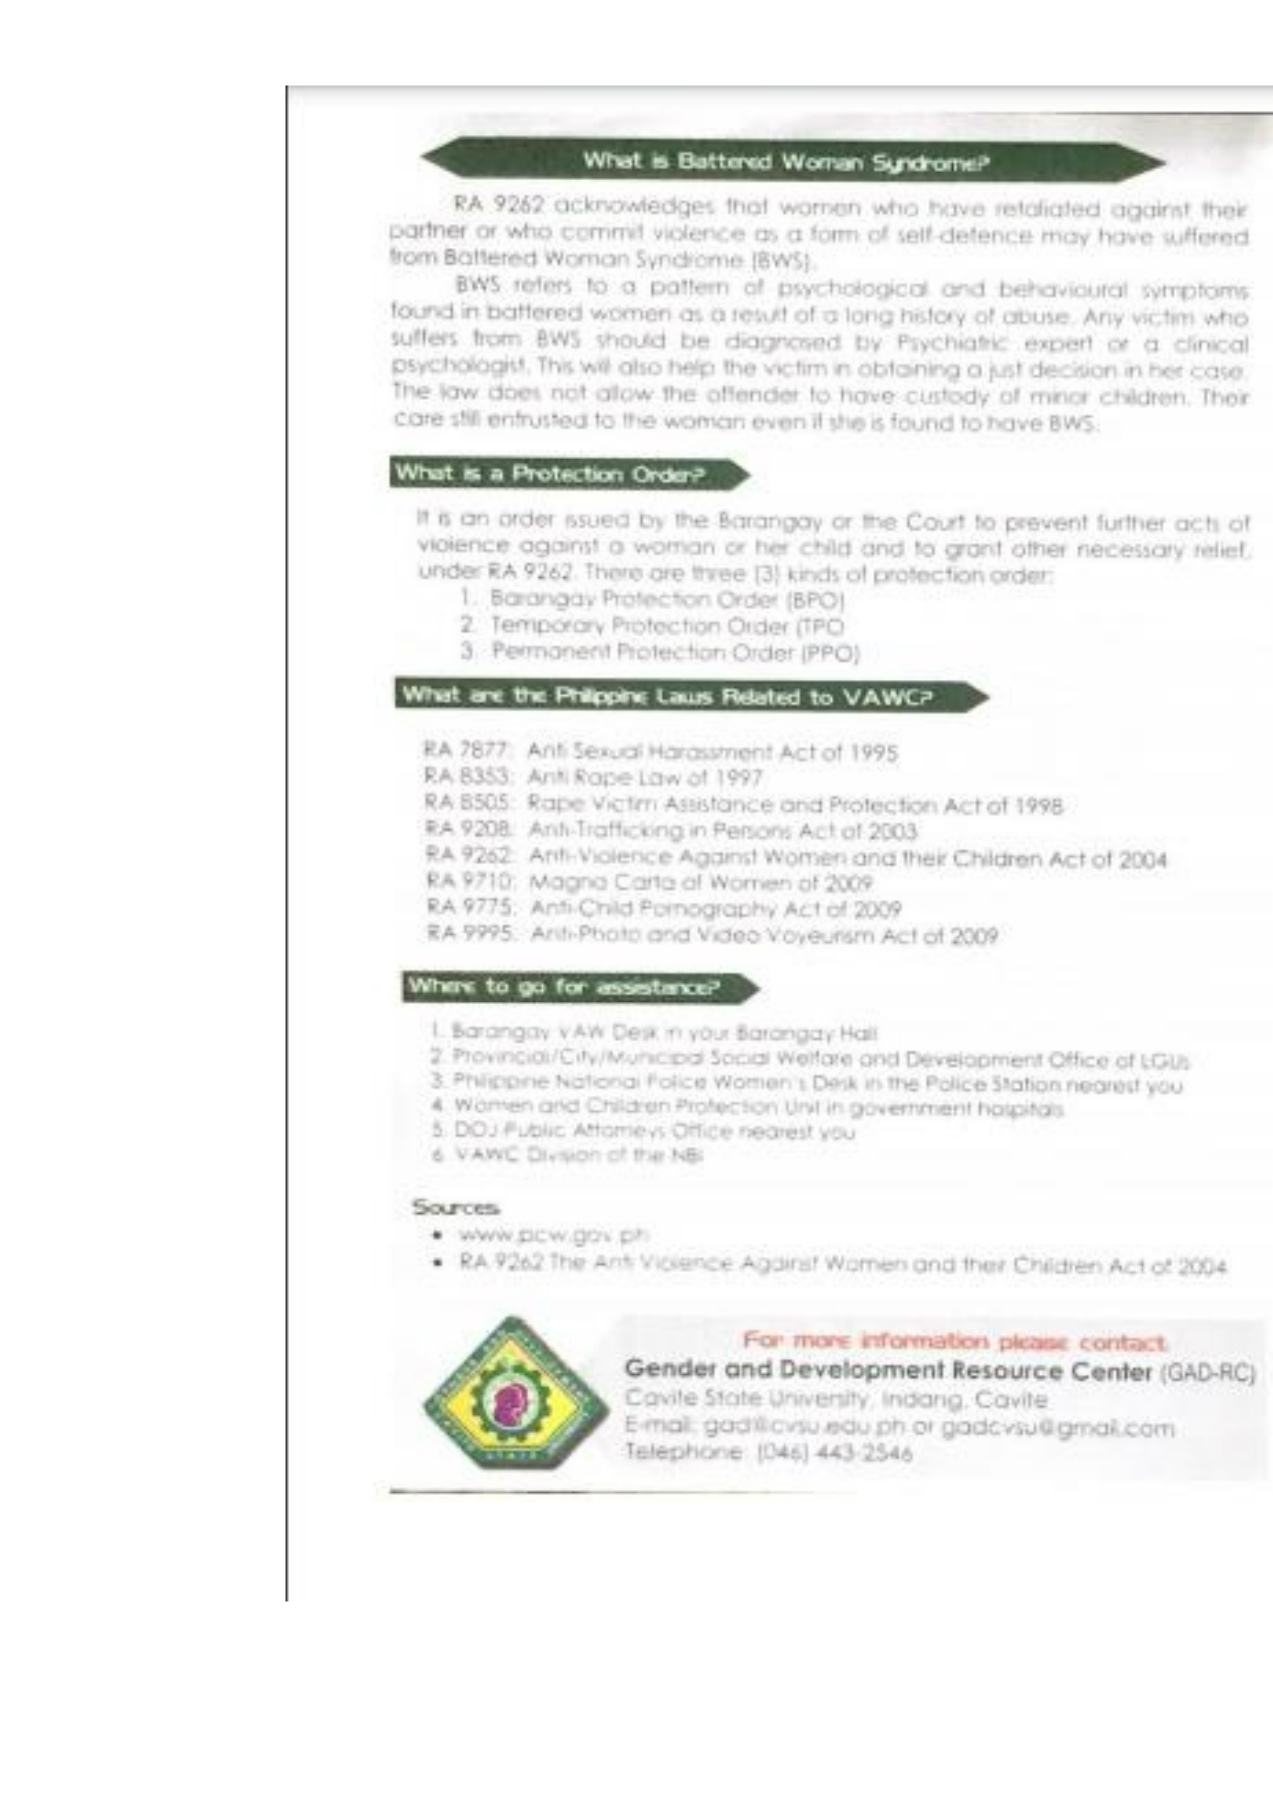 What is Battered Woman Syndrome?
RA 9262 acknowledges that women who have retaliated against their
partner or who commit violence as a form of self-defence may have suffered
from Battered Woman Syndrome (BWS).
BWS refers to a pattern of psychological and behavioural symptoms
found in battered women as a result of a long history of abuse. Any victim who
suffers from BWS should be diagnosed by Psychiatric expert or a clinical
psychologist. This will also help the victim in obtaining a just decision in her case.
The law does not allow the offender to have custody of minor children. Their
care still entrusted to the woman even if she is found to have BWS.
What is a Protection Order?
It is an order issued by the Barangay or the Court to prevent further acts of
violence against a woman or her child and to grant other necessary relief,
under RA 9262. There are three (3) kinds of protection order:
1. Barangay Protection Order (BPO)
2. Temporary Protection Order (TPO
3. Permanent Protection Order (PPO)
What are the Philippine Laws Related to VAWC?
RA 7877: Anti Sexual Harassment Act of 1995
RA 8353: Anti Rape Law of 1997
RA 8505: Rape Victim Assistance and Protection Act of 1998
RA 9208: Anti-Trafficking in Persons Act of 2003
RA 9262: Anti-Violence Against Women and their Children Act of 2004
RA 9710: Magna Carta of Women of 2009
RA 9775: Anti-Child Pornography Act of 2009
RA 9995: Anti-Photo and Video Voyeurism Act of 2009
Where to go for assistance?
1. Barangay VAW Desk in your Barangay Hall
2. Provincial/City/Municipal Social Welfare and Development Office of LGUs
3. Philippine National Police Women's Desk in the Police Station nearest you
4. Women and Children Protection Unit in government hospitals
5. DOJ Public Attorneys Office nearest you
6. VAWC Division of the NBI
Sources
• www.pcw.gov.ph
• RA 9262 The Anti Violence Against Women and their Children Act of 2004
For more information please contact
Gender and Development Resource Center (GAD-RC)
Cavite State University, Indang, Cavite
E-mail: gad@cvsu.edu.ph or gadcvsu@gmail.com
Telephone: (046) 443-2546